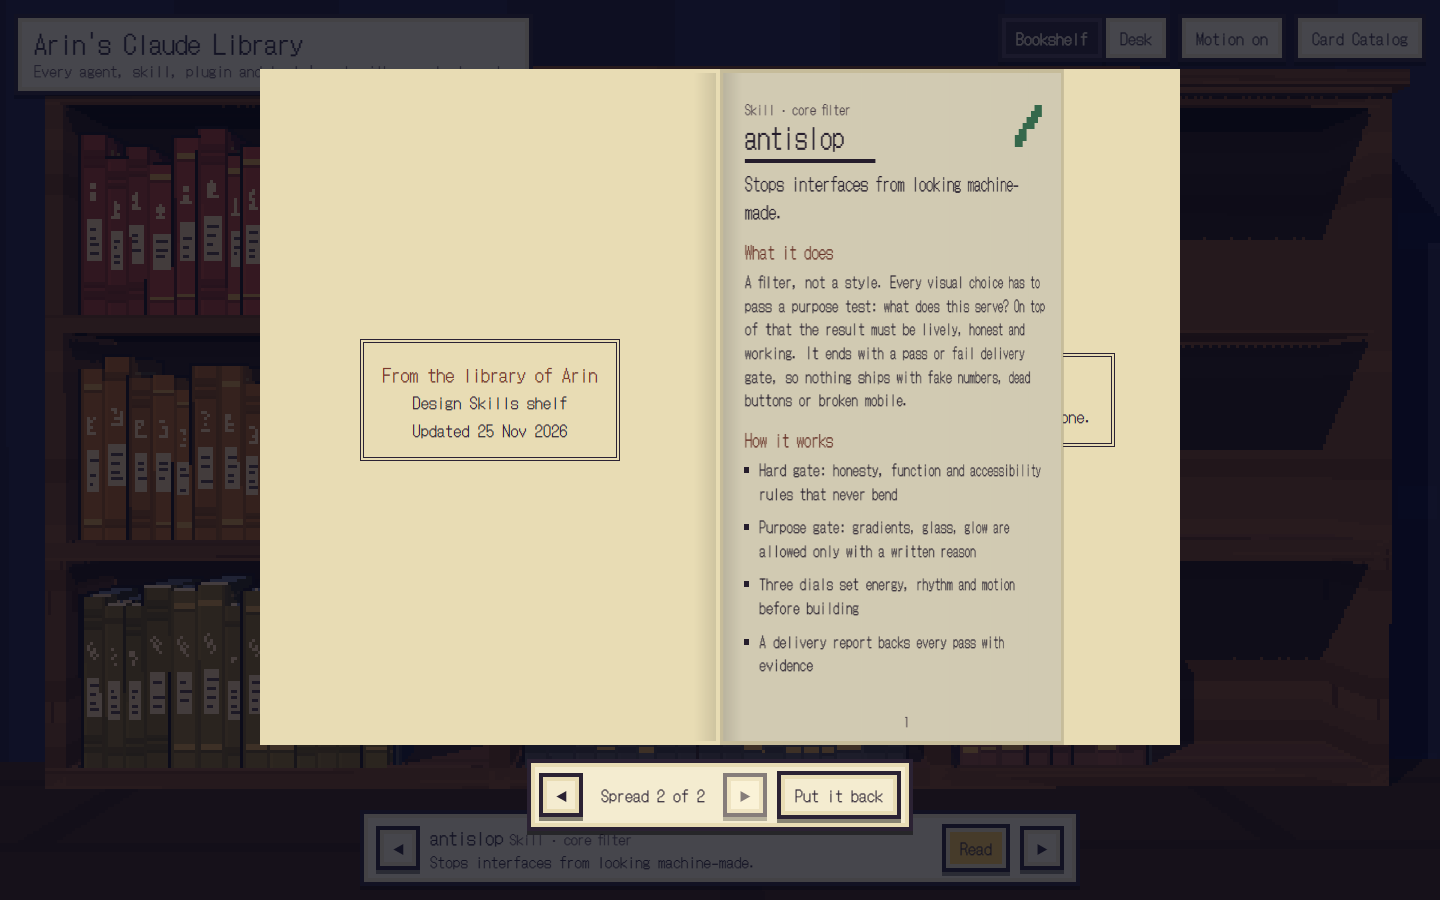 Arin's Claude Library
Every agent, skill, plugin and
Bookshelf
Desk
Motion on
Card Catalog
From the library of Arin
Design Skills shelf
Updated 25 Nov 2026
Skill · core filter
antislop
Stops interfaces from looking machine-
made.
What it does
A filter, not a style. Every visual choice has to
pass a purpose test: what does this serve? On top
of that the result must be lively, honest and
working. It ends with a pass or fail delivery
gate, so nothing ships with fake numbers, dead
buttons or broken mobile.
How it works
Hard gate: honesty, function and accessibility
rules that never bend
Purpose gate: gradients, glass, glow are
allowed only with a written reason
Three dials set energy, rhythm and motion
before building
A delivery report backs every pass with
evidence
1
one.
Spread 2 of 2
Put it back
antislop Skill · core filter
Stops interfaces from looking machine-made.
Read